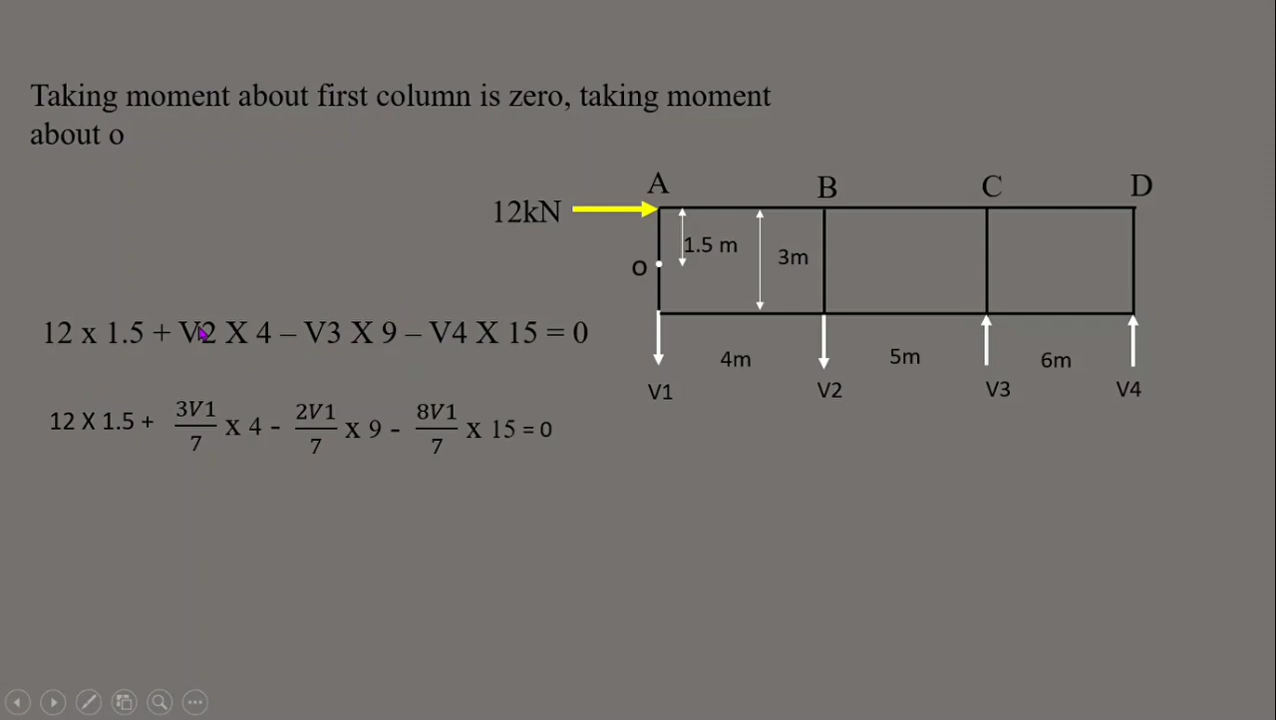 Taking moment about first column is zero, taking moment
about o
A B C D
12kN
1.5 m
3m
O
12 x 1.5 + V2 X 4 – V3 X 9 – V4 X 15 = 0
4m 5m 6m
V1 V2 V3 V4
12 X 1.5 + 3V1/7 X 4 - 2V1/7 X 9 - 8V1/7 X 15 = 0